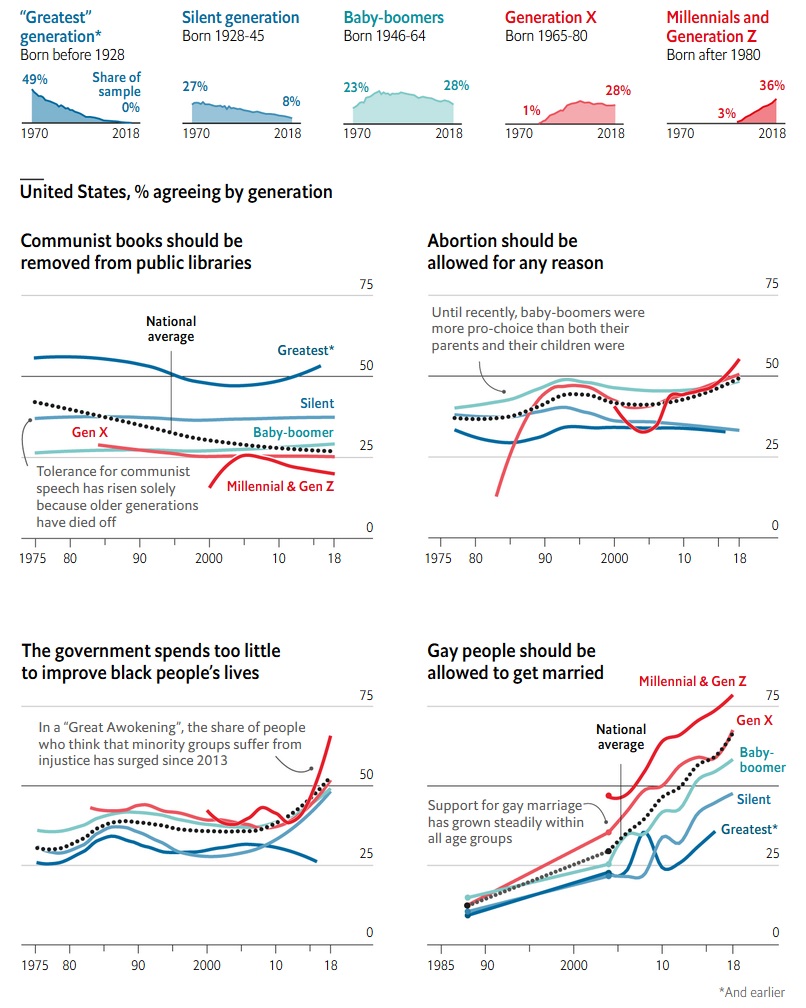 “Greatest”
generation*
Born before 1928
49%
Share of
sample
0%
1970
2018
Silent generation
Born 1928-45
27%
8%
1970
2018
Baby-boomers
Born 1946-64
23%
28%
1970
2018
Generation X
Born 1965-80
1%
28%
1970
2018
Millennials and
Generation Z
Born after 1980
3%
36%
1970
2018
United States, % agreeing by generation
Communist books should be
removed from public libraries
75
National
average
Greatest*
50
Silent
Gen X
Baby-boomer
25
Tolerance for communist
speech has risen solely
because older generations
have died off
Millennial & Gen Z
0
1975
80
90
2000
10
18
Abortion should be
allowed for any reason
75
Until recently, baby-boomers were
more pro-choice than both their
parents and their children were
50
25
0
1975
80
90
2000
10
18
The government spends too little
to improve black people’s lives
75
In a “Great Awokening”, the share of people
who think that minority groups suffer from
injustice has surged since 2013
50
25
0
1975
80
90
2000
10
18
Gay people should be
allowed to get married
Millennial & Gen Z
75
Gen X
National
average
Baby-
boomer
50
Silent
Support for gay marriage
has grown steadily within
all age groups
Greatest*
25
0
1985
90
2000
10
18
*And earlier